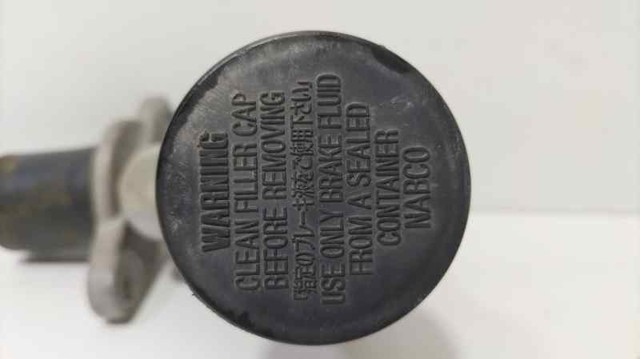 WARNING
CLEAN FILLER CAP
BEFORE REMOVING
「指定のブレーキ液をご使用下さい」
USE ONLY BRAKE FLUID
FROM A SEALED
CONTAINER
NABCO